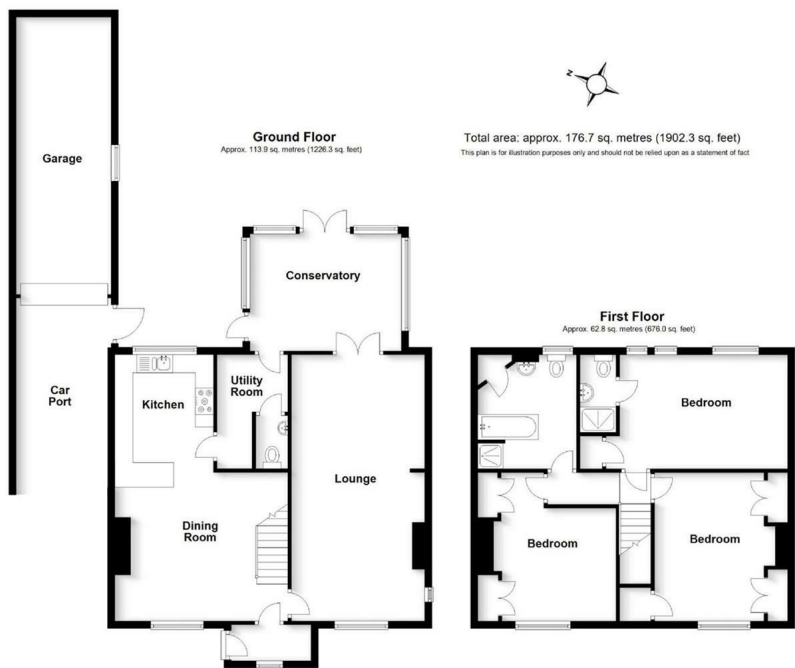 Ground Floor
Approx. 113.9 sq. metres (1226.3 sq. feet)
N
Total area: approx. 176.7 sq. metres (1902.3 sq. feet)
This plan is for illustration purposes only and should not be relied upon as a statement of fact
Garage
Conservatory
Car
Port
Kitchen
Utility
Room
Lounge
Dining
Room
First Floor
Approx. 62.8 sq. metres (676.0 sq. feet)
Bedroom
Bedroom
Bedroom